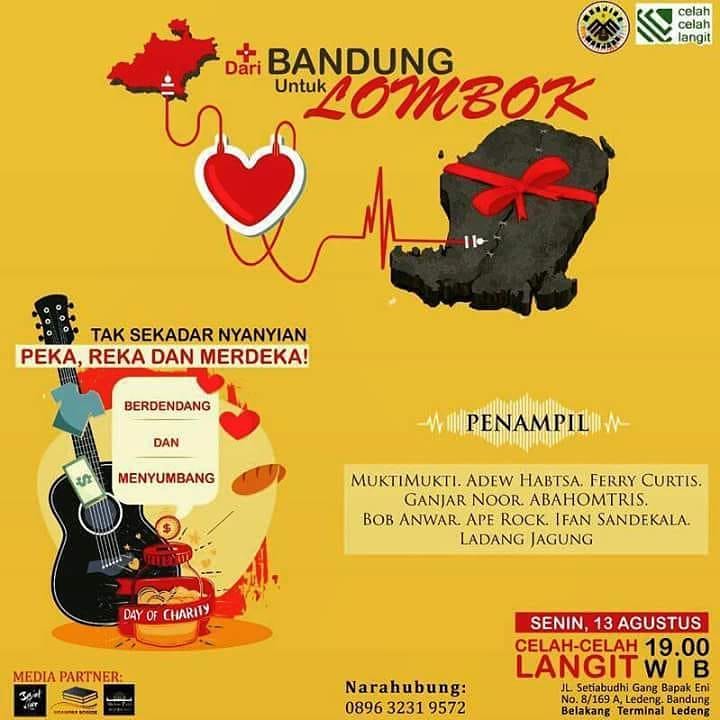 celah
celah
langit
Dari BANDUNG
Untuk LOMBOK
TAK SEKADAR NYANYIAN
PEKA, REKA DAN MERDEKA!
BERDENDANG
DAN
MENYUMBANG
DAY OF CHARITY
PENAMPIL
MUKTIMUKTI. ADEW HABTSA. FERRY CURTIS.
GANJAR NOOR. ABAHOMTRIS.
BOB ANWAR. APE ROCK. IFAN SANDEKALA.
LADANG JAGUNG
SENIN, 13 AGUSTUS
CELAH-CELAH
LANGIT
19.00
WIB
JL. Setiabudhi Gang Bapak Eni
No. 8/169 A, Ledeng. Bandung
Belakang Terminal Ledeng
MEDIA PARTNER:
Narahubung:
0896 3231 9572